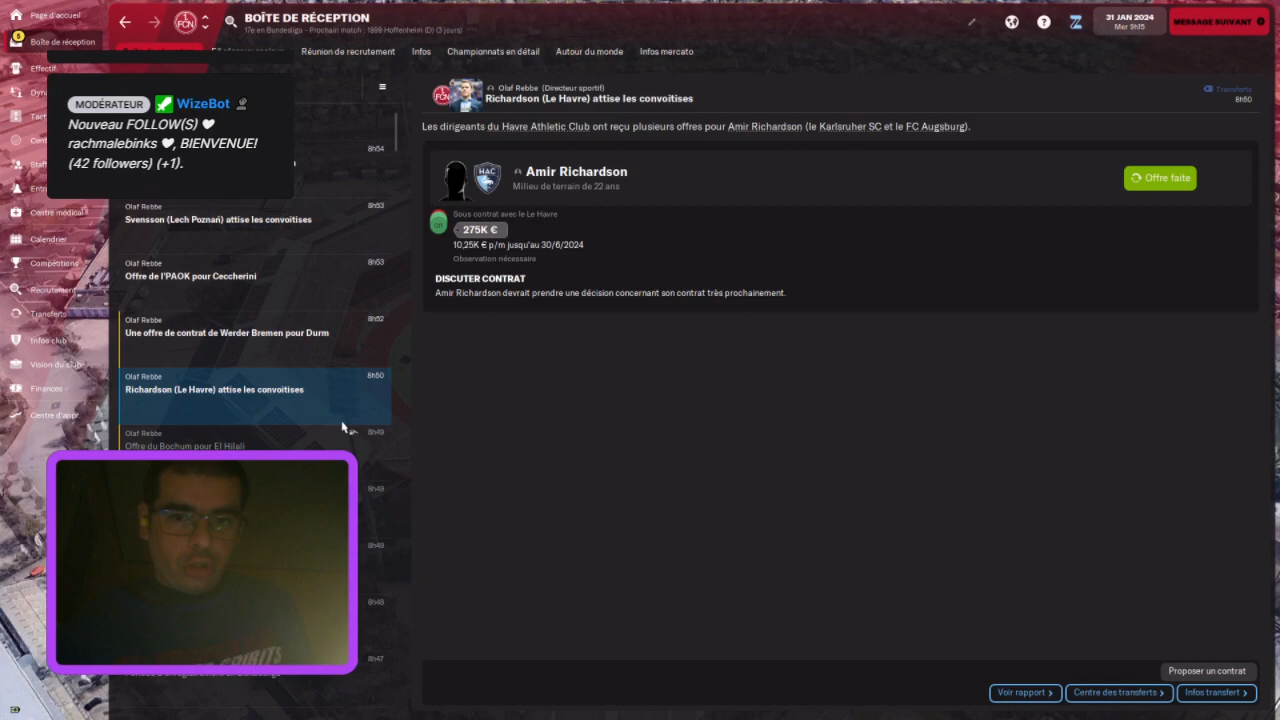 Page d'accueil
5
Boîte de réception
Effectif
Centre médical
Calendrier
Compétitions
Recrutement
Transferts
Infos club
Vision du club
Finances
Centre d'appr.
BOÎTE DE RÉCEPTION
17e en Bundesliga - Prochain match : 1899 Hoffenheim (D) (3 jours)
31 JAN 2024
Mer 9h15
MESSAGE SUIVANT
Réunion de recrutement
Infos
Championnats en détail
Autour du monde
Infos mercato
MODÉRATEUR WizeBot
Nouveau FOLLOW(S) ♥
rachmalebinks ♥, BIENVENUE!
(42 followers) (+1).
8h54
Olaf Rebbe 8h53
Svensson (Lech Poznań) attise les convoitises
Olaf Rebbe 8h53
Offre de l'PAOK pour Ceccherini
Olaf Rebbe 8h52
Une offre de contrat de Werder Bremen pour Durm
Olaf Rebbe 8h50
Richardson (Le Havre) attise les convoitises
Olaf Rebbe 8h49
Offre du Bochum pour El Hilali
8h49
8h49
8h48
8h47
Olaf Rebbe (Directeur sportif)
Richardson (Le Havre) attise les convoitises
Transferts
8h50
Les dirigeants du Havre Athletic Club ont reçu plusieurs offres pour Amir Richardson (le Karlsruher SC et le FC Augsburg).
HAC
Amir Richardson
Milieu de terrain de 22 ans
Offre faite
Sous contrat avec le Le Havre
275K €
10,25K € p/m jusqu'au 30/6/2024
Observation nécessaire
DISCUTER CONTRAT
Amir Richardson devrait prendre une décision concernant son contrat très prochainement.
Proposer un contrat
Voir rapport
Centre des transferts
Infos transfert